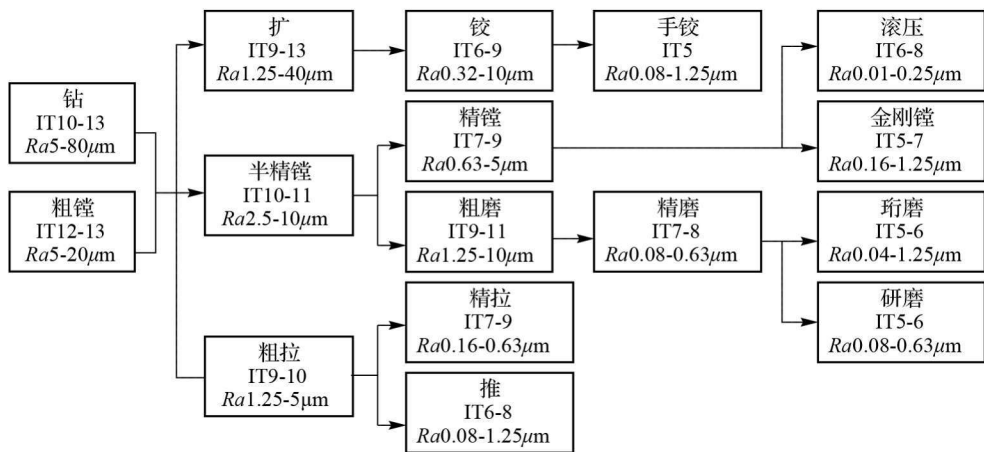 钻
IT10-13
Ra5-80μm
粗镗
IT12-13
Ra5-20μm
扩
IT9-13
Ra1.25-40μm
半精镗
IT10-11
Ra2.5-10μm
粗拉
IT9-10
Ra1.25-5μm
铰
IT6-9
Ra0.32-10μm
精镗
IT7-9
Ra0.63-5μm
粗磨
IT9-11
Ra1.25-10μm
精拉
IT7-9
Ra0.16-0.63μm
推
IT6-8
Ra0.08-1.25μm
手铰
IT5
Ra0.08-1.25μm
精磨
IT7-8
Ra0.08-0.63μm
滚压
IT6-8
Ra0.01-0.25μm
金刚镗
IT5-7
Ra0.16-1.25μm
珩磨
IT5-6
Ra0.04-1.25μm
研磨
IT5-6
Ra0.08-0.63μm